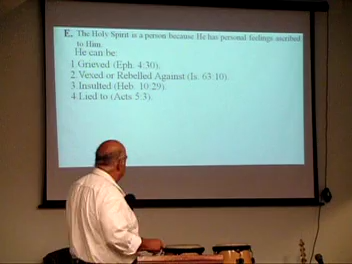 E. The Holy Spirit is a person because He has personal feelings ascribed
to Him.
He can be:
1.Grieved (Eph. 4:30).
2.Vexed or Rebelled Against (Is. 63:10).
3.Insulted (Heb. 10:29).
4.Lied to (Acts 5:3).